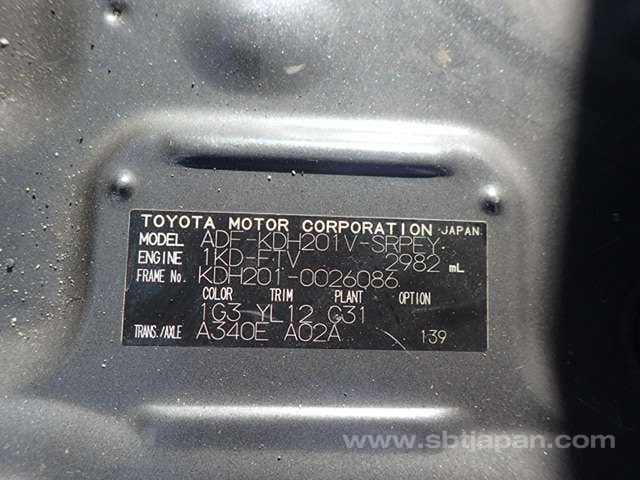 TOYOTA MOTOR CORPORATION JAPAN
MODEL ADF-KDH201V-SRPEY
ENGINE 1KD-FTV 2982 mL
FRAME No. KDH201-0026086
COLOR TRIM PLANT OPTION
1G3 YL12 G31
TRANS./AXLE A340E A02A 139
www.sbtjapan.com